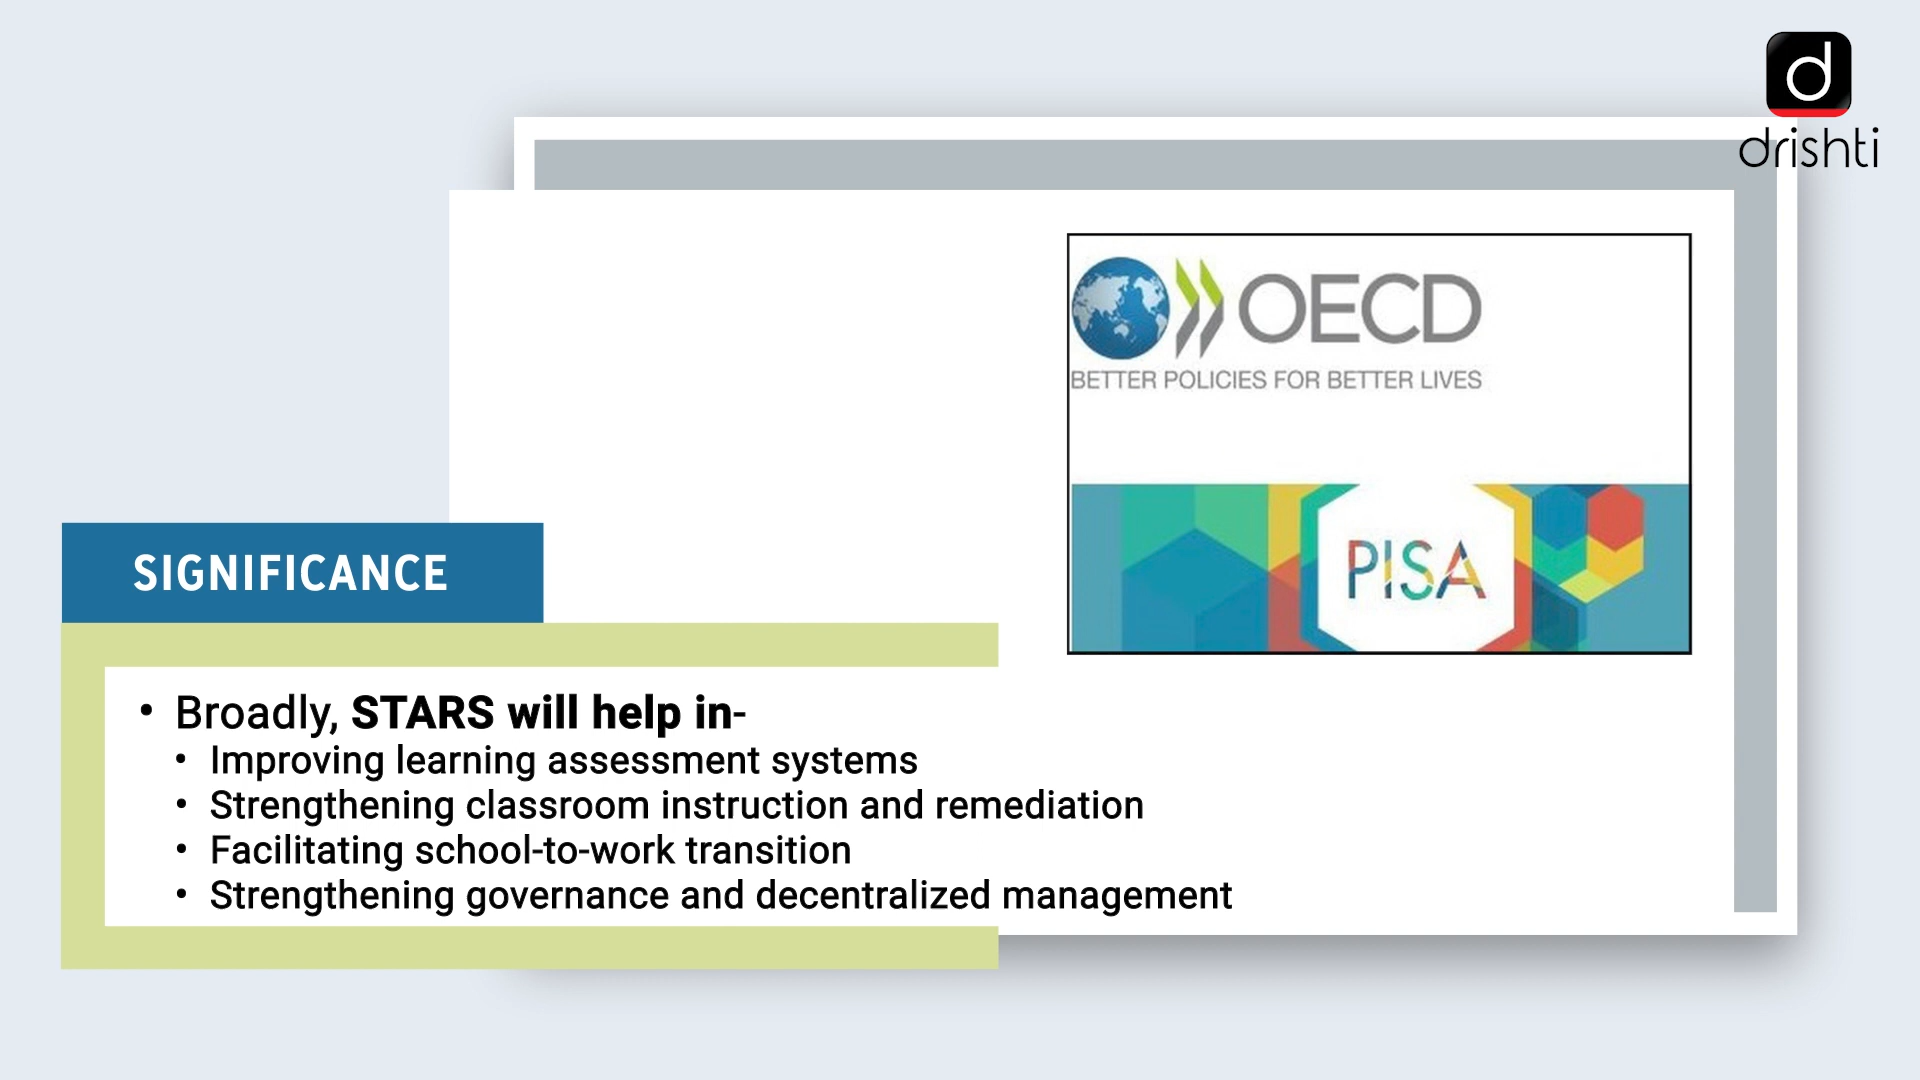 d
drishti
OECD
BETTER POLICIES FOR BETTER LIVES
PISA
SIGNIFICANCE
• Broadly, STARS will help in-
• Improving learning assessment systems
• Strengthening classroom instruction and remediation
• Facilitating school-to-work transition
• Strengthening governance and decentralized management